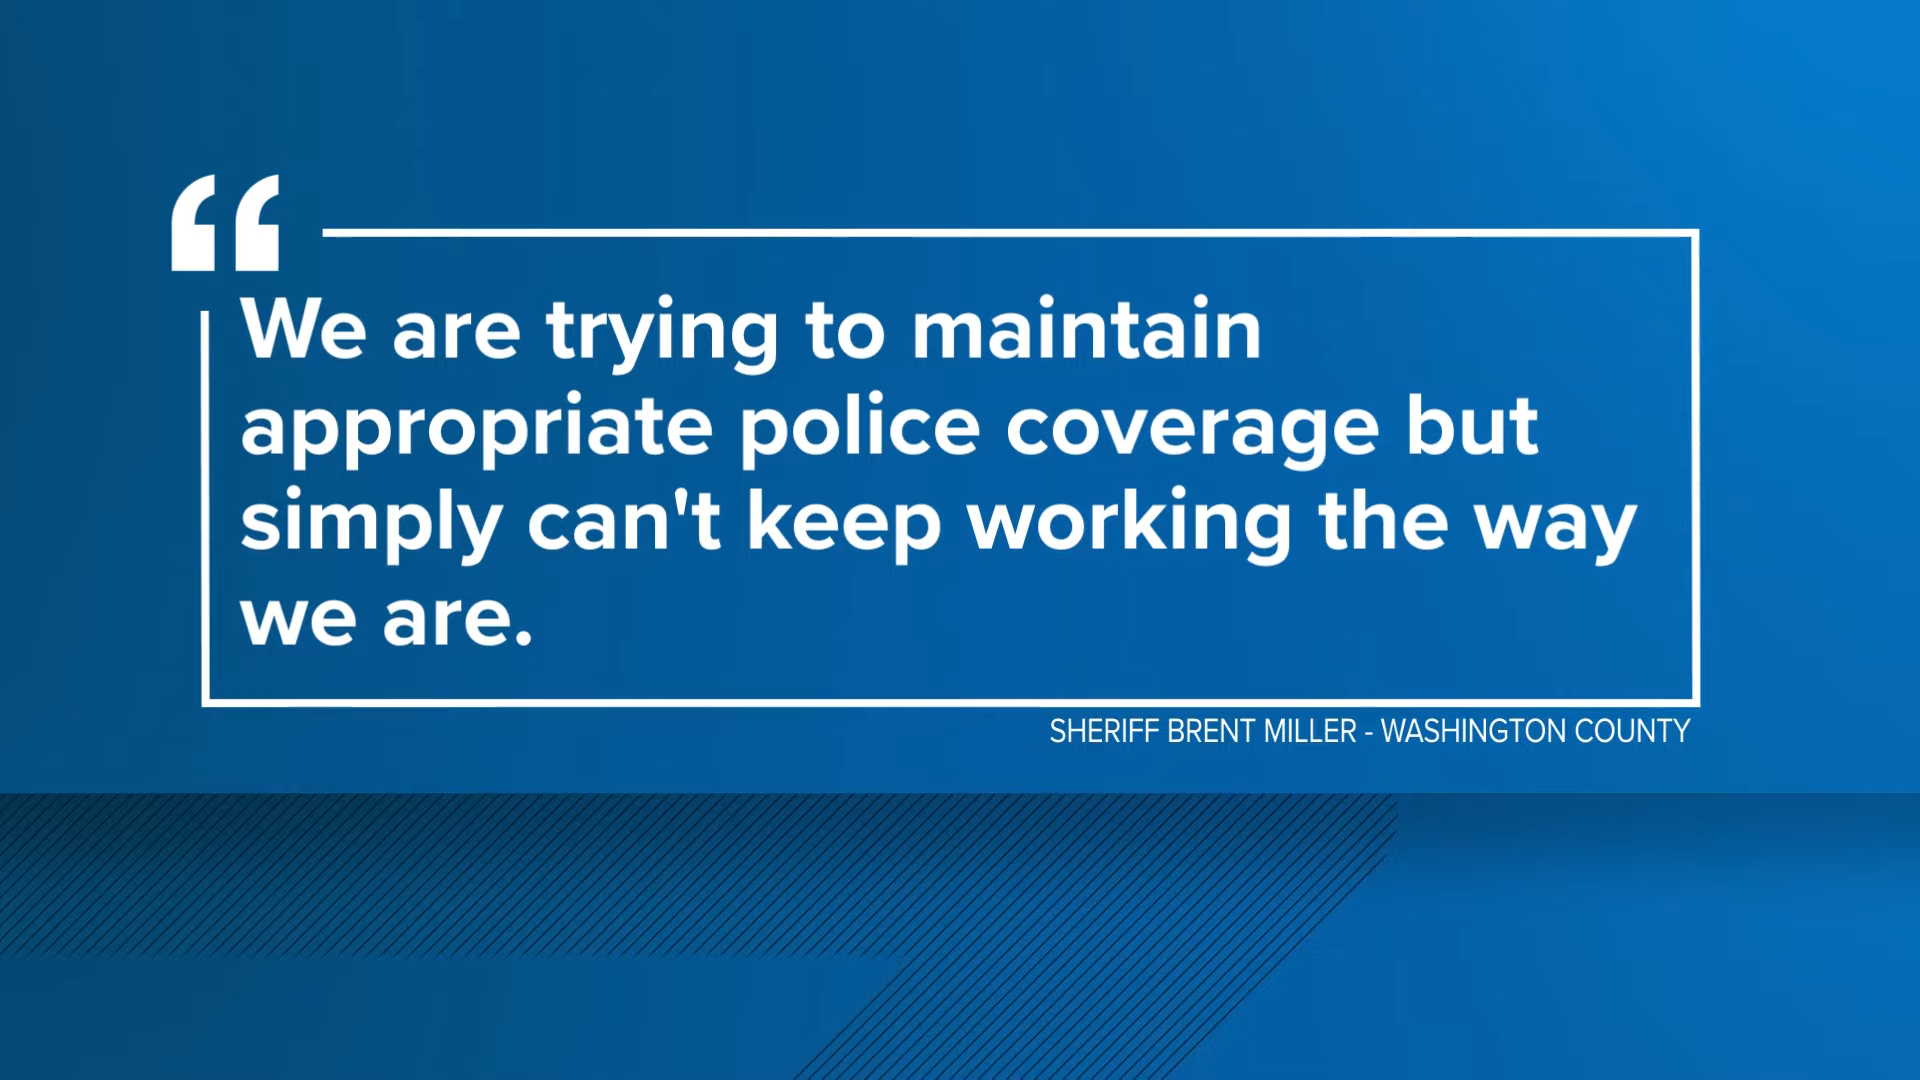 “
We are trying to maintain
appropriate police coverage but
simply can't keep working the way
we are.
SHERIFF BRENT MILLER - WASHINGTON COUNTY